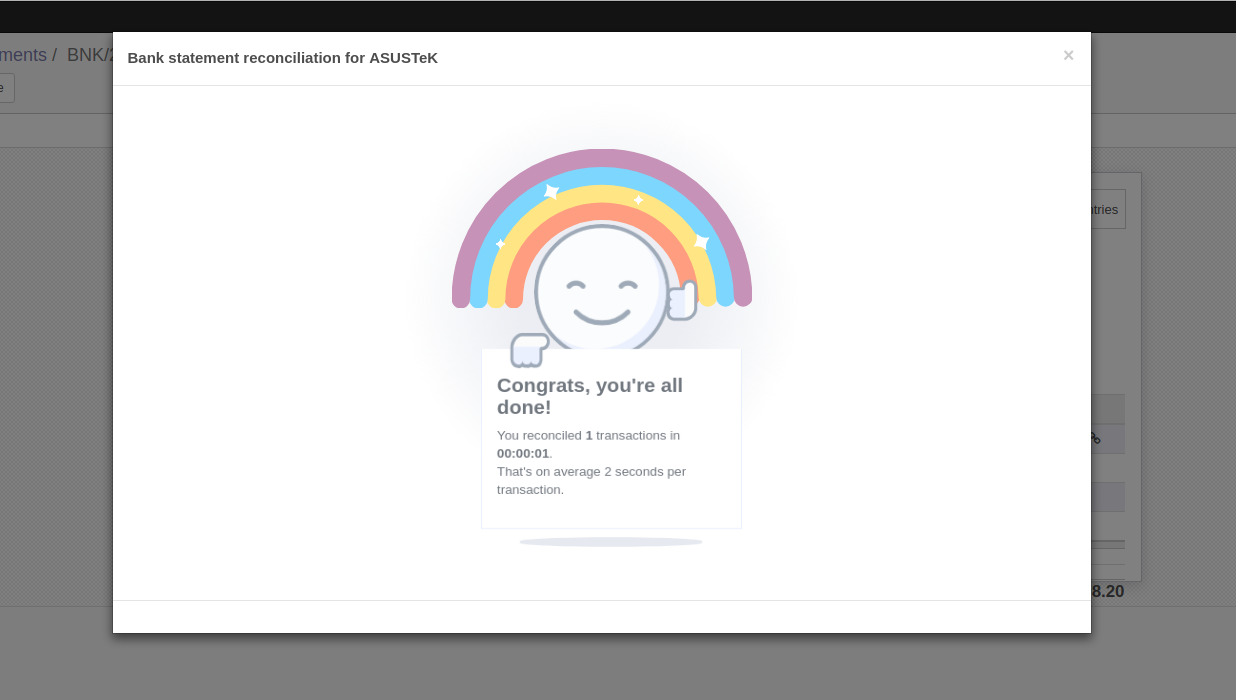 ments / BNK/2
e
Bank statement reconciliation for ASUSTeK
×
ntries
Congrats, you're all
done!
You reconciled 1 transactions in
00:00:01.
That's on average 2 seconds per
transaction.
8.20